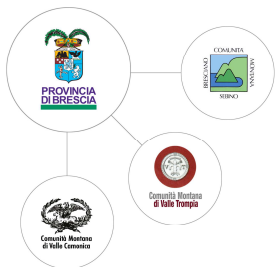 PROVINCIA
DI BRESCIA
COMUNITÀ
MONTANA
SEBINO
BRESCIANO
Comunità Montana
di Valle Trompia
Comunità Montana
di Valle Camonica